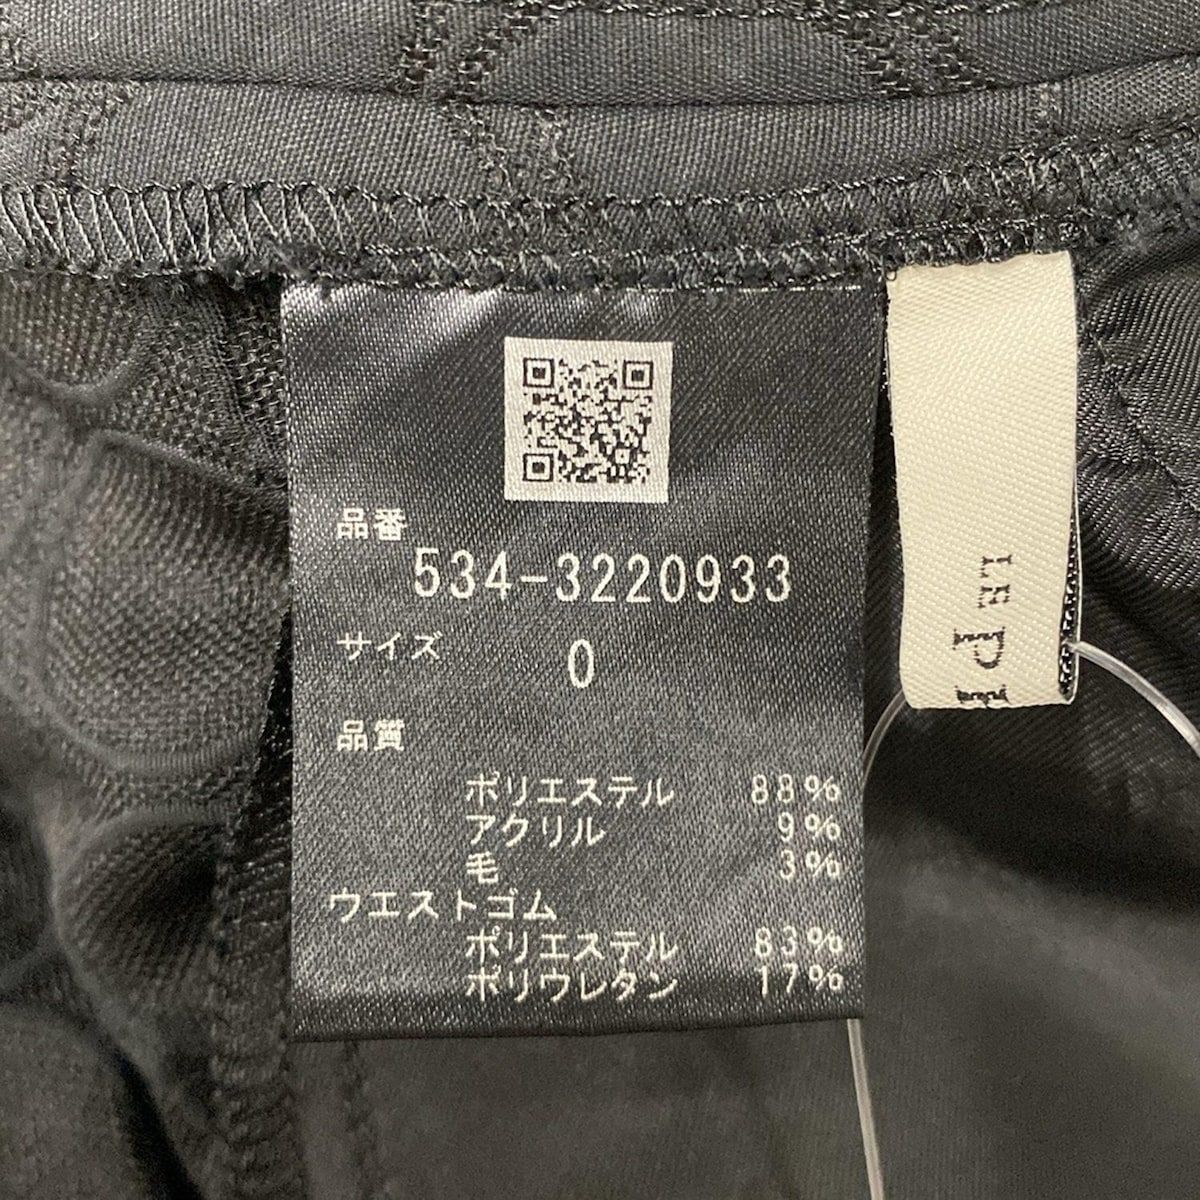 品番
534-3220933
サイズ
0
品質
ポリエステル 88%
アクリル 9%
毛 3%
ウエストゴム
ポリエステル 83%
ポリウレタン 17%
LE